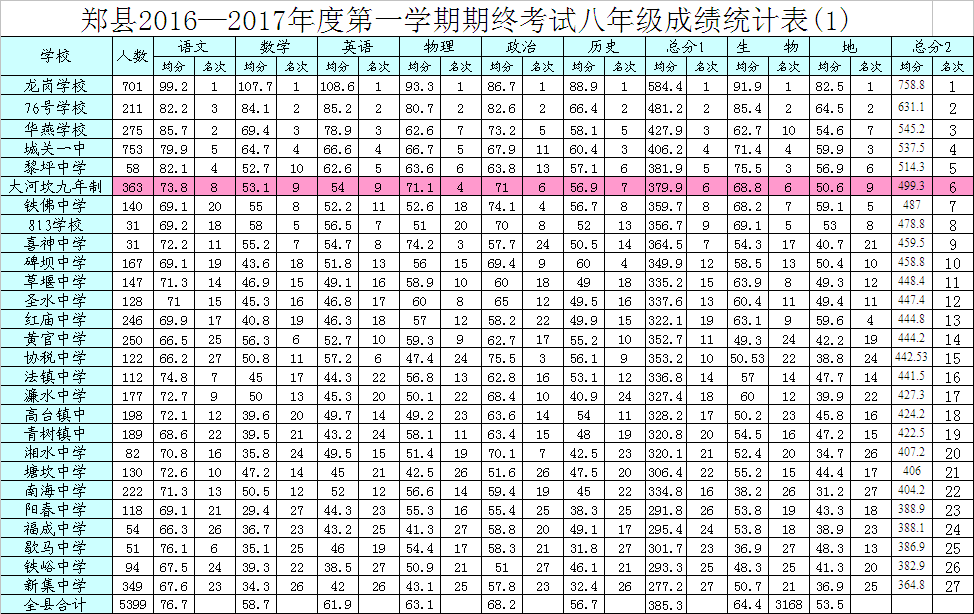 郑县2016—2017年度第一学期期终考试八年级成绩统计表(1)
学校 人数 语文 数学 英语 物理 政治 历史 总分1 生 物 地 总分2
均分 名次 均分 名次 均分 名次 均分 名次 均分 名次 均分 名次 均分 名次 均分 名次 均分 名次 均分 名次
龙岗学校 701 99.2 1 107.7 1 108.6 1 93.3 1 86.7 1 88.9 1 584.4 1 91.9 1 82.5 1 758.8 1
76号学校 211 82.2 3 84.1 2 85.2 2 80.7 2 82.6 2 66.4 2 481.2 2 85.4 2 64.5 2 631.1 2
华燕学校 275 85.7 2 69.4 3 78.9 3 62.6 7 73.2 5 58.1 5 427.9 3 62.7 10 54.6 7 545.2 3
城关一中 753 79.9 5 64.7 4 66.6 4 66.7 5 67.9 11 60.4 3 406.2 4 71.4 4 59.9 3 537.5 4
黎坪中学 58 82.1 4 52.7 10 62.6 5 63.6 6 63.8 13 57.1 6 381.9 5 75.5 3 56.9 6 514.3 5
大河坎九年制 363 73.8 8 53.1 9 54 9 71.1 4 71 6 56.9 7 379.9 6 68.8 6 50.6 9 499.3 6
铁佛中学 140 69.1 20 55 8 52.2 11 52.6 18 74.1 4 56.7 8 359.7 8 68.2 7 59.1 5 487 7
813学校 31 69.2 18 58 5 56.5 7 51 20 70 8 52 13 356.7 9 69.1 5 53 8 478.8 8
喜神中学 31 72.2 11 55.2 7 54.7 8 74.2 3 57.7 24 50.5 14 364.5 7 54.3 17 40.7 21 459.5 9
碑坝中学 167 69.1 19 43.6 18 51.8 13 56 15 69.4 9 60 4 349.9 12 58.5 13 50.4 10 458.8 10
草堰中学 147 71.3 14 46.9 15 49.1 16 58.9 10 60 18 49 18 335.2 15 63.9 8 49.3 12 448.4 11
圣水中学 128 71 15 45.3 16 46.8 17 60 8 65 12 49.5 16 337.6 13 60.4 11 49.4 11 447.4 12
红庙中学 246 69.9 17 40.8 19 46.3 18 57 12 58.2 22 49.9 15 322.1 19 63.1 9 59.6 4 444.8 13
黄官中学 250 66.5 25 56.3 6 52.7 10 59.3 9 62.7 17 55.2 10 352.7 11 49.3 24 42.2 19 444.2 14
协税中学 122 66.2 27 50.8 11 57.2 6 47.4 24 75.5 3 56.1 9 353.2 10 50.53 22 38.8 24 442.53 15
法镇中学 112 74.8 7 45 17 44.3 22 56.8 13 62.8 16 53.1 12 336.8 14 57 14 47.7 14 441.5 16
濂水中学 177 72.7 9 50 13 45.3 20 50.1 22 68.4 10 40.9 24 327.4 18 60 12 39.9 22 427.3 17
高台镇中 198 72.1 12 39.6 20 49.7 14 49.2 23 63.6 14 54 11 328.2 17 50.2 23 45.8 16 424.2 18
青树镇中 189 68.6 22 39.5 21 43.2 24 58.1 11 63.4 15 48 19 320.8 20 54.5 16 47.2 15 422.5 19
湘水中学 82 70.8 16 35.8 24 49.5 15 51.4 19 70.1 7 42.5 23 320.1 21 52.4 20 34.7 26 407.2 20
塘坎中学 130 72.6 10 47.2 14 45 21 42.5 26 51.6 26 47.5 20 306.4 22 55.2 15 44.4 17 406 21
南海中学 222 71.3 13 50.5 12 52 12 56.6 14 59.4 19 45 22 334.8 16 38.2 26 31.2 27 404.2 22
阳春中学 118 69.1 21 29.4 27 44.3 23 55.3 16 55.4 25 38.3 25 291.8 26 53.8 19 43.3 18 388.9 23
福成中学 54 66.3 26 36.7 23 43.2 25 41.3 27 58.8 20 49.1 17 295.4 24 53.8 18 38.9 23 388.1 24
歇马中学 51 76.1 6 35.1 25 46 19 54.4 17 58.3 21 31.8 27 301.7 23 36.9 27 48.3 13 386.9 25
铁峪中学 94 67.5 24 39.3 22 38.5 27 50.9 21 51 27 46.1 21 293.3 25 48.3 25 41.3 20 382.9 26
新集中学 349 67.6 23 34.3 26 42 26 43.1 25 57.8 23 32.4 26 277.2 27 50.7 21 36.9 25 364.8 27
全县合计 5399 76.7 58.7 61.9 63.1 68.2 56.7 385.3 64.4 3168 53.5